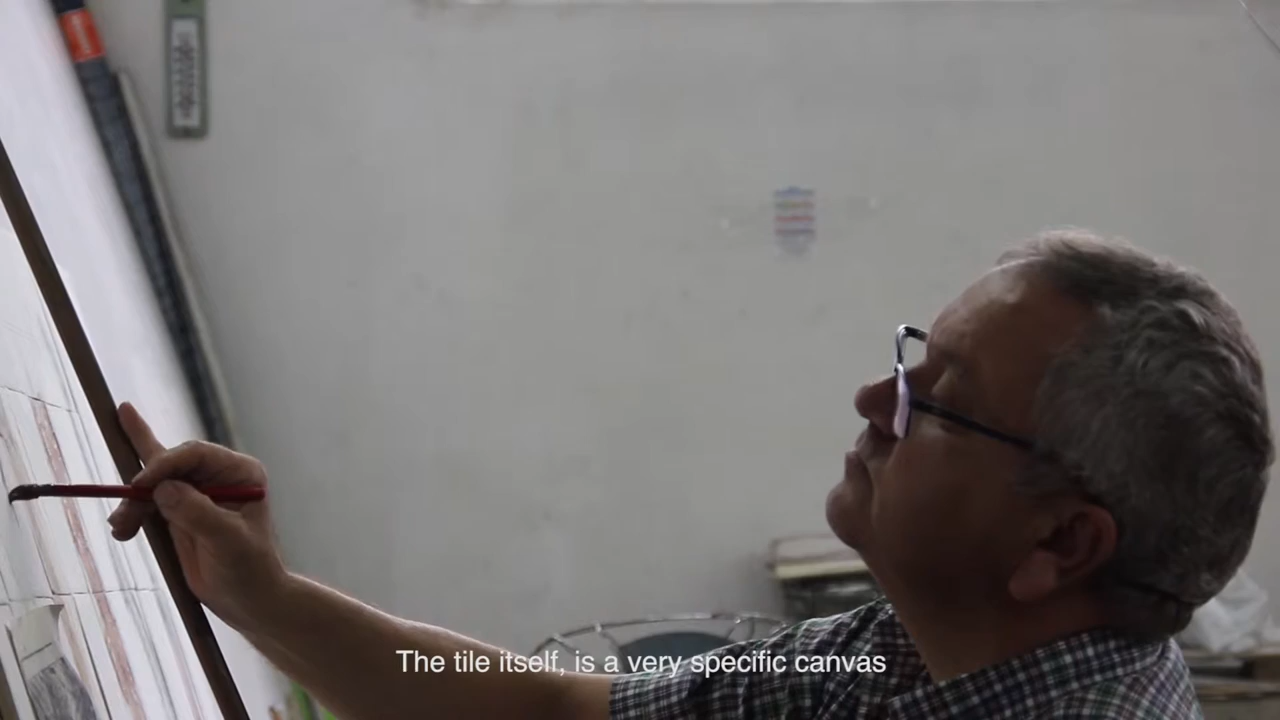 The tile itself, is a very specific canvas